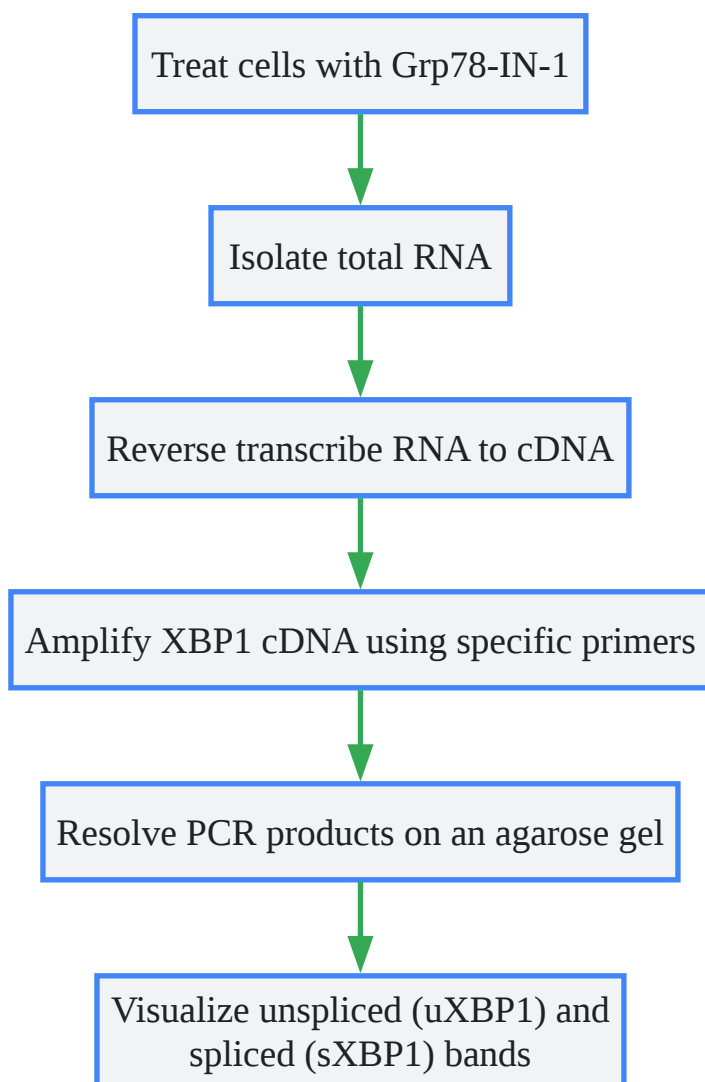 Treat cells with Grp78-IN-1
Isolate total RNA
Reverse transcribe RNA to cDNA
Amplify XBP1 cDNA using specific primers
Resolve PCR products on an agarose gel
Visualize unspliced (uXBP1) and
spliced (sXBP1) bands